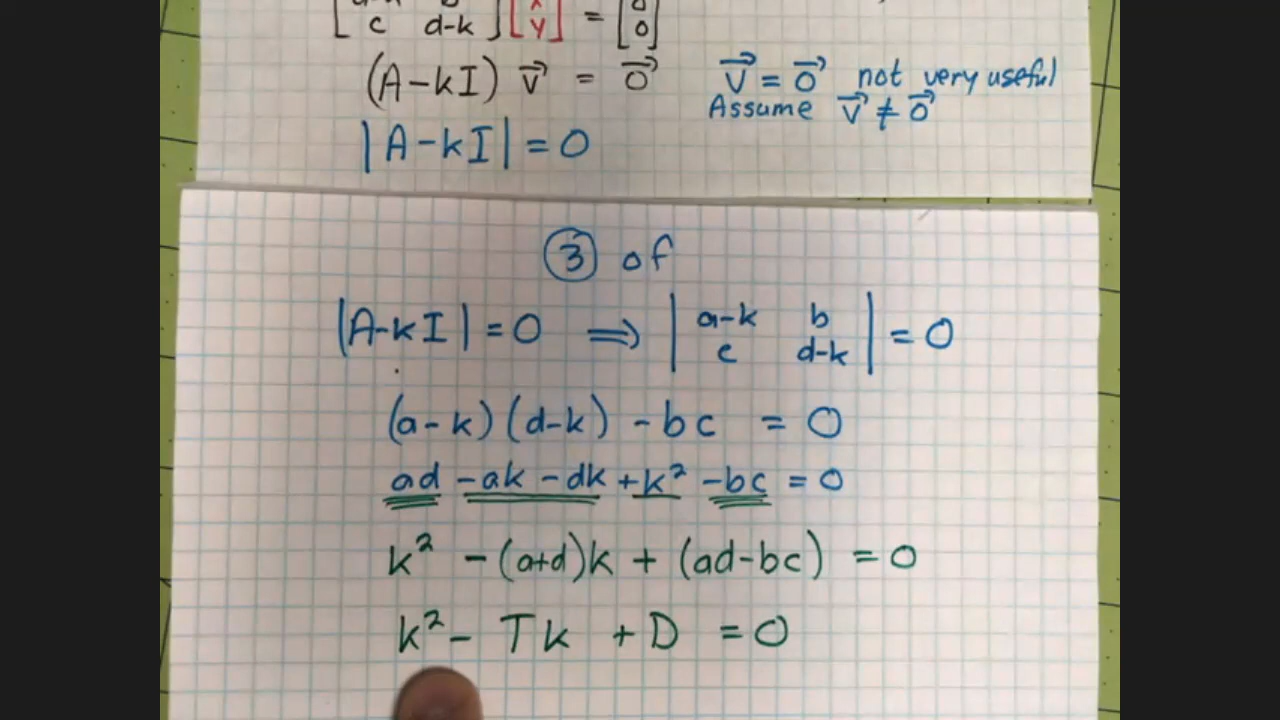 c d-k y = 0
(A-kI) v⃗ = 0⃗ v⃗ = 0⃗ not very useful
Assume v⃗ ≠ 0⃗
|A-kI| = 0
③ of
|A-kI| = 0 ⟹ | a-k b | = 0
c d-k
(a-k)(d-k) - bc = 0
ad - ak - dk + k² - bc = 0
k² - (a+d)k + (ad-bc) = 0
k² - Tk + D = 0